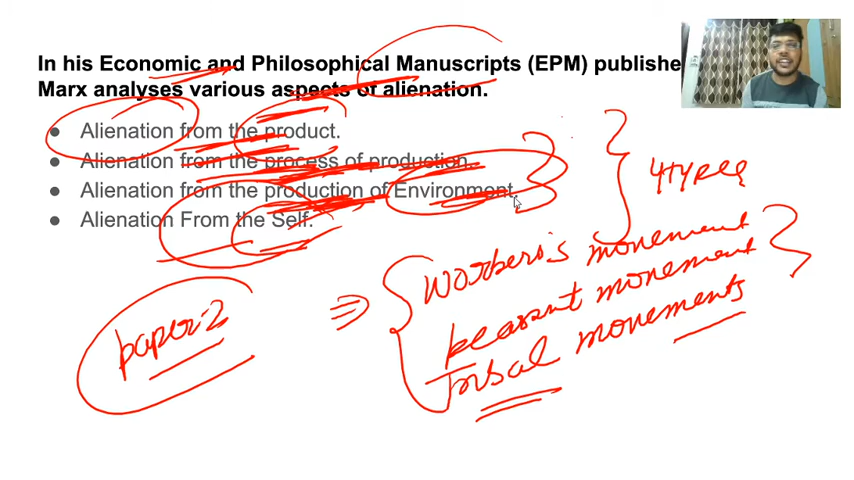 In his Economic and Philosophical Manuscripts (EPM) publishe
Marx analyses various aspects of alienation.
● Alienation from the product.
● Alienation from the process of production.
● Alienation from the production of Environment.
● Alienation From the Self.
4 types
Worker's movement
peasant movement
Tribal movements
paper-2